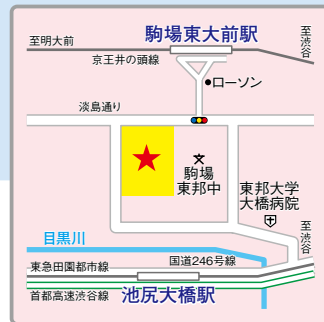 駒場東大前駅
至明大前
至渋谷
京王井の頭線
ローソン
淡島通り
駒場
東邦中
東邦大学
大橋病院
目黒川
至渋谷
国道246号線
東急田園都市線
首都高速渋谷線
池尻大橋駅